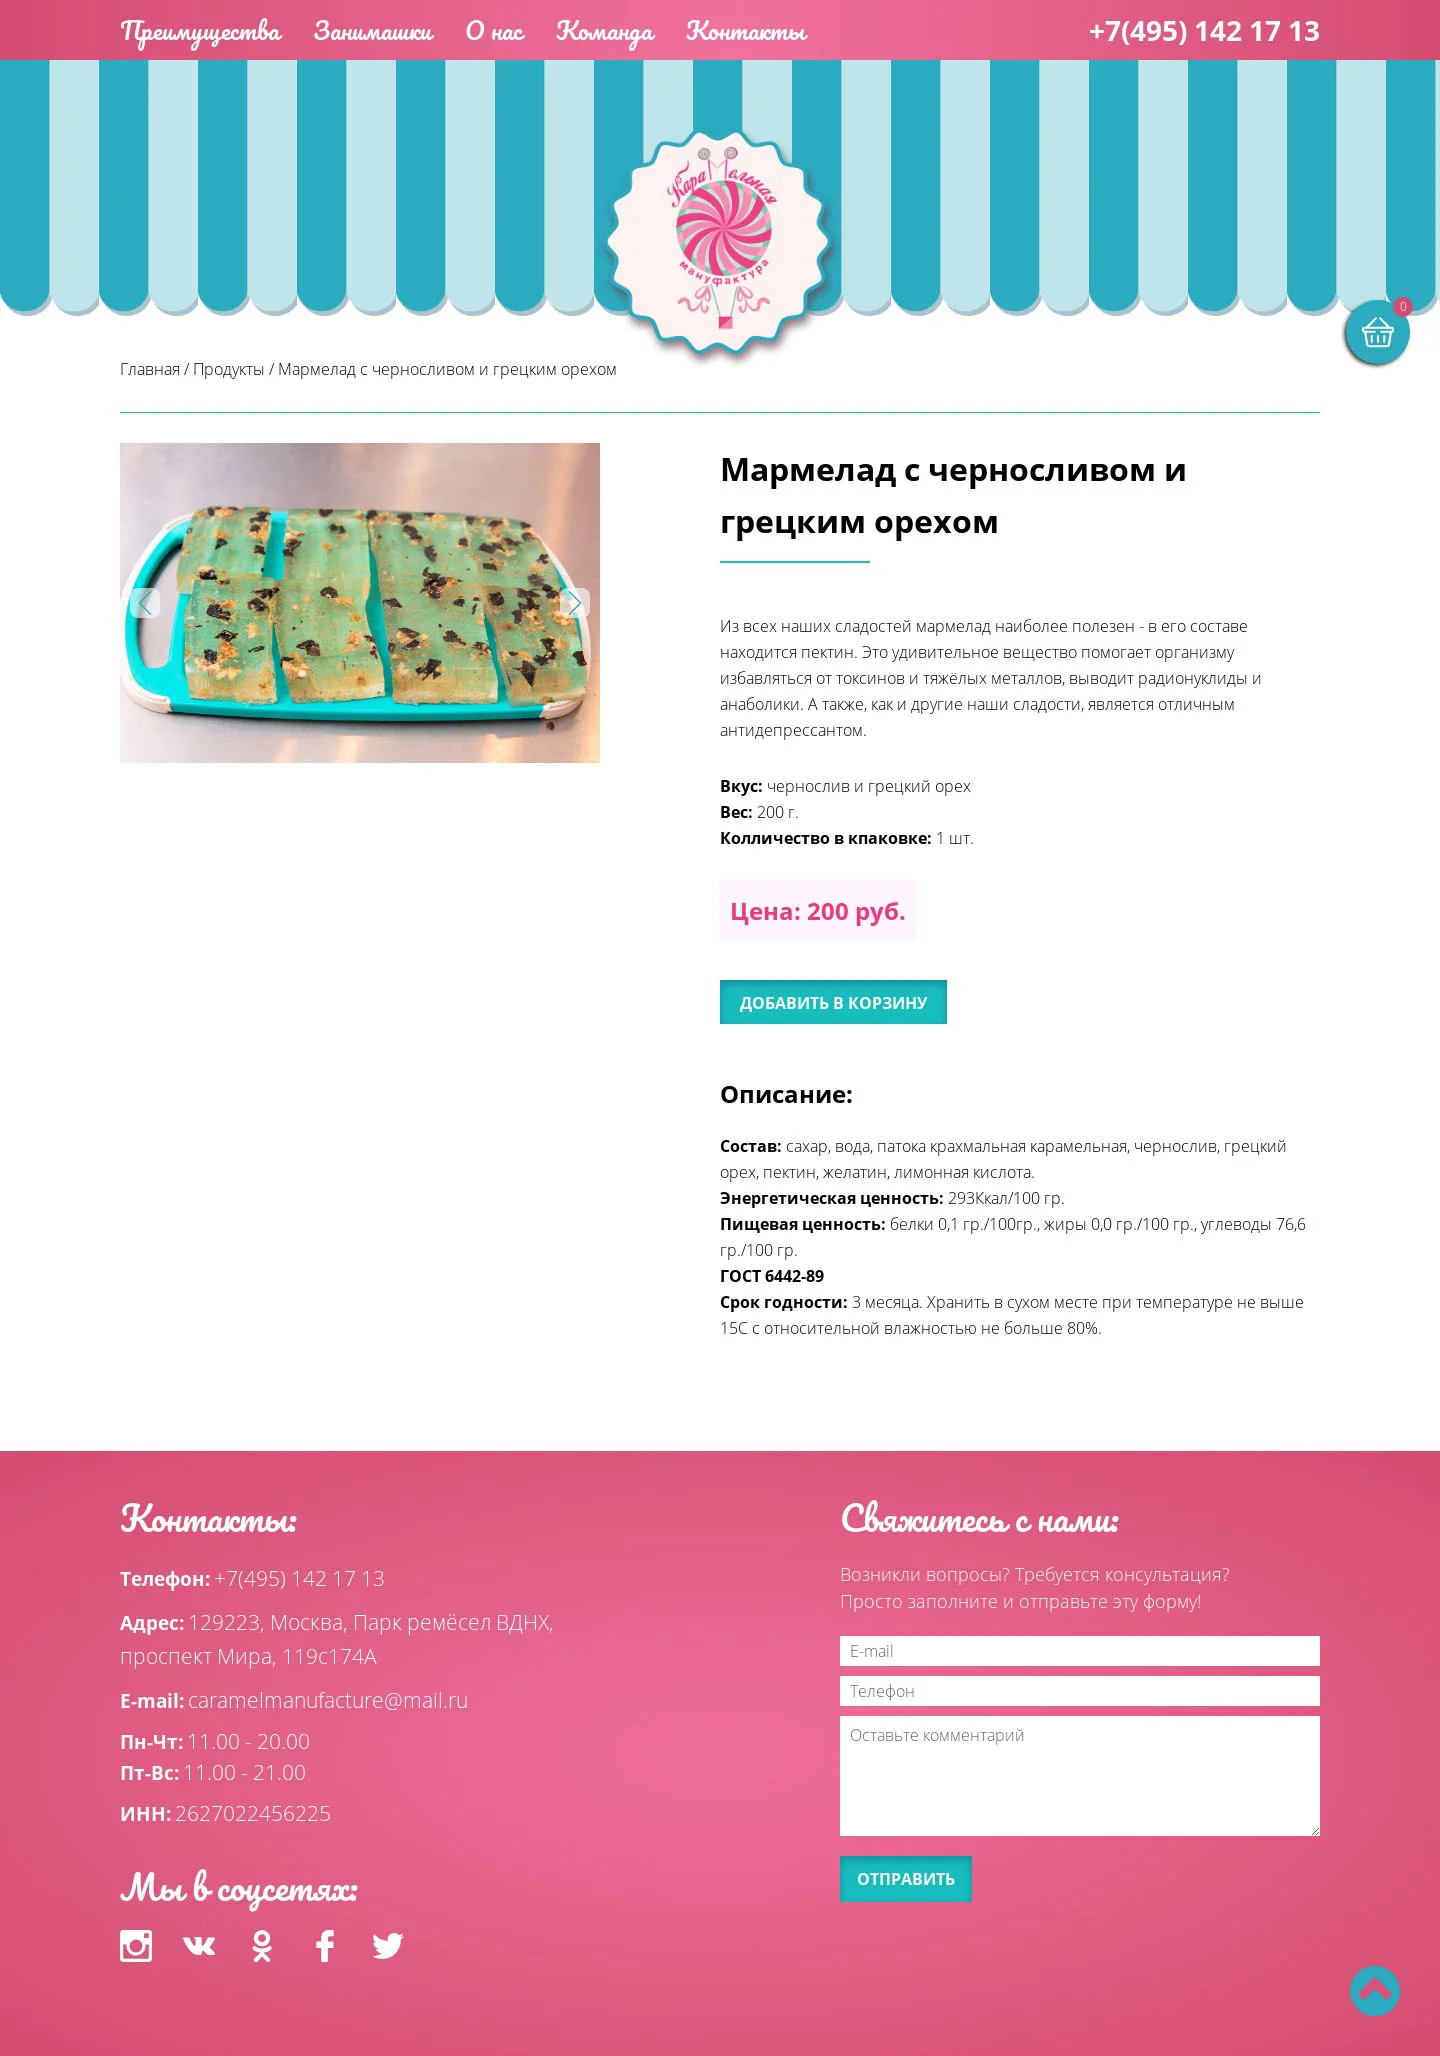 Преимущества Занимашки О нас Команда Контакты +7(495) 142 17 13
КараМельная
мануфактура
0
Главная / Продукты / Мармелад с черносливом и грецким орехом
Мармелад с черносливом и
грецким орехом
Из всех наших сладостей мармелад наиболее полезен - в его составе
находится пектин. Это удивительное вещество помогает организму
избавляться от токсинов и тяжёлых металлов, выводит радионуклиды и
анаболики. А также, как и другие наши сладости, является отличным
антидепрессантом.
Вкус: чернослив и грецкий орех
Вес: 200 г.
Колличество в кпаковке: 1 шт.
Цена: 200 руб.
ДОБАВИТЬ В КОРЗИНУ
Описание:
Состав: сахар, вода, патока крахмальная карамельная, чернослив, грецкий
орех, пектин, желатин, лимонная кислота.
Энергетическая ценность: 293Ккал/100 гр.
Пищевая ценность: белки 0,1 гр./100гр., жиры 0,0 гр./100 гр., углеводы 76,6
гр./100 гр.
ГОСТ 6442-89
Срок годности: 3 месяца. Хранить в сухом месте при температуре не выше
15С с относительной влажностью не больше 80%.
Контакты:
Телефон: +7(495) 142 17 13
Адрес: 129223, Москва, Парк ремёсел ВДНХ,
проспект Мира, 119с174А
E-mail: caramelmanufacture@mail.ru
Пн-Чт: 11.00 - 20.00
Пт-Вс: 11.00 - 21.00
ИНН: 2627022456225
Мы в соцсетях:
Свяжитесь с нами:
Возникли вопросы? Требуется консультация?
Просто заполните и отправьте эту форму!
E-mail
Телефон
Оставьте комментарий
ОТПРАВИТЬ